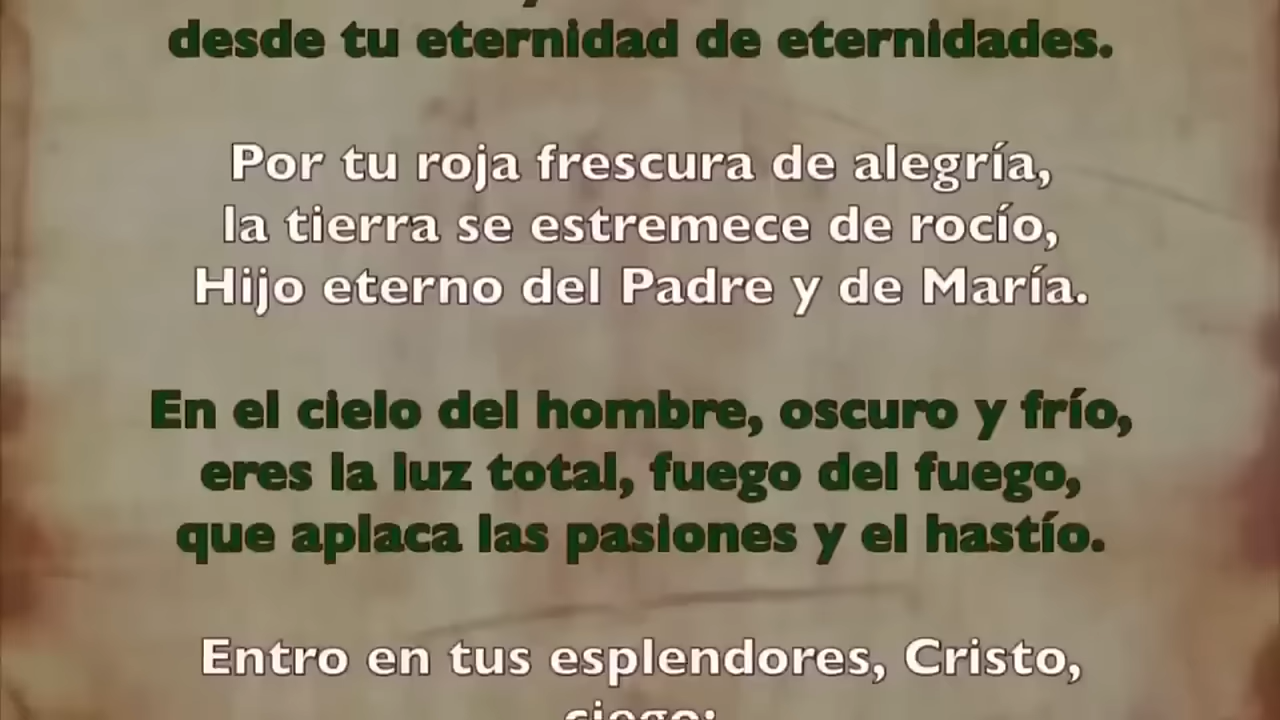 desde tu eternidad de eternidades.
Por tu roja frescura de alegría,
la tierra se estremece de rocío,
Hijo eterno del Padre y de María.
En el cielo del hombre, oscuro y frío,
eres la luz total, fuego del fuego,
que aplaca las pasiones y el hastío.
Entro en tus esplendores, Cristo,
ciego;